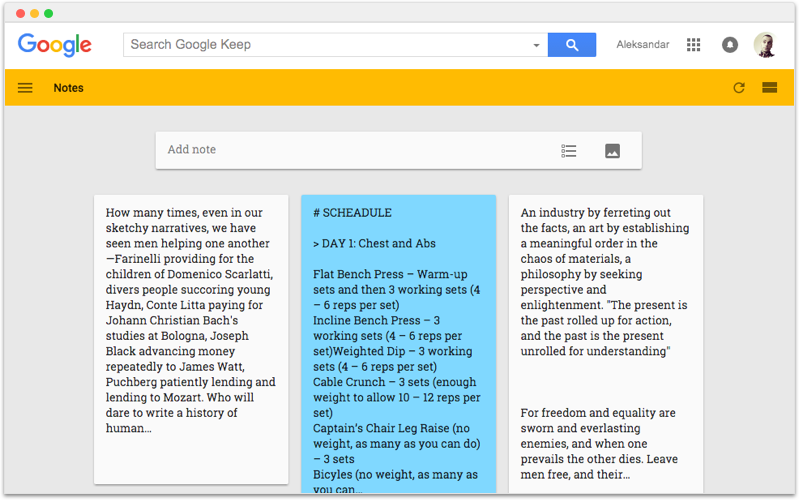 Google
Search Google Keep
Aleksandar
Notes
Add note
How many times, even in our
sketchy narratives, we have
seen men helping one another
—Farinelli providing for the
children of Domenico Scarlatti,
divers people succoring young
Haydn, Conte Litta paying for
Johann Christian Bach's
studies at Bologna, Joseph
Black advancing money
repeatedly to James Watt,
Puchberg patiently lending and
lending to Mozart. Who will
dare to write a history of
human...
# SCHEADULE
> DAY 1: Chest and Abs
Flat Bench Press – Warm-up
sets and then 3 working sets (4
– 6 reps per set)
Incline Bench Press – 3
working sets (4 – 6 reps per
set)Weighted Dip – 3 working
sets (4 – 6 reps per set)
Cable Crunch – 3 sets (enough
weight to allow 10 – 12 reps per
set)
Captain's Chair Leg Raise (no
weight, as many as you can do)
– 3 sets
Bicyles (no weight, as many as
you can...
An industry by ferreting out
the facts, an art by establishing
a meaningful order in the
chaos of materials, a
philosophy by seeking
perspective and
enlightenment. "The present is
the past rolled up for action,
and the past is the present
unrolled for understanding"
For freedom and equality are
sworn and everlasting
enemies, and when one
prevails the other dies. Leave
men free, and their...